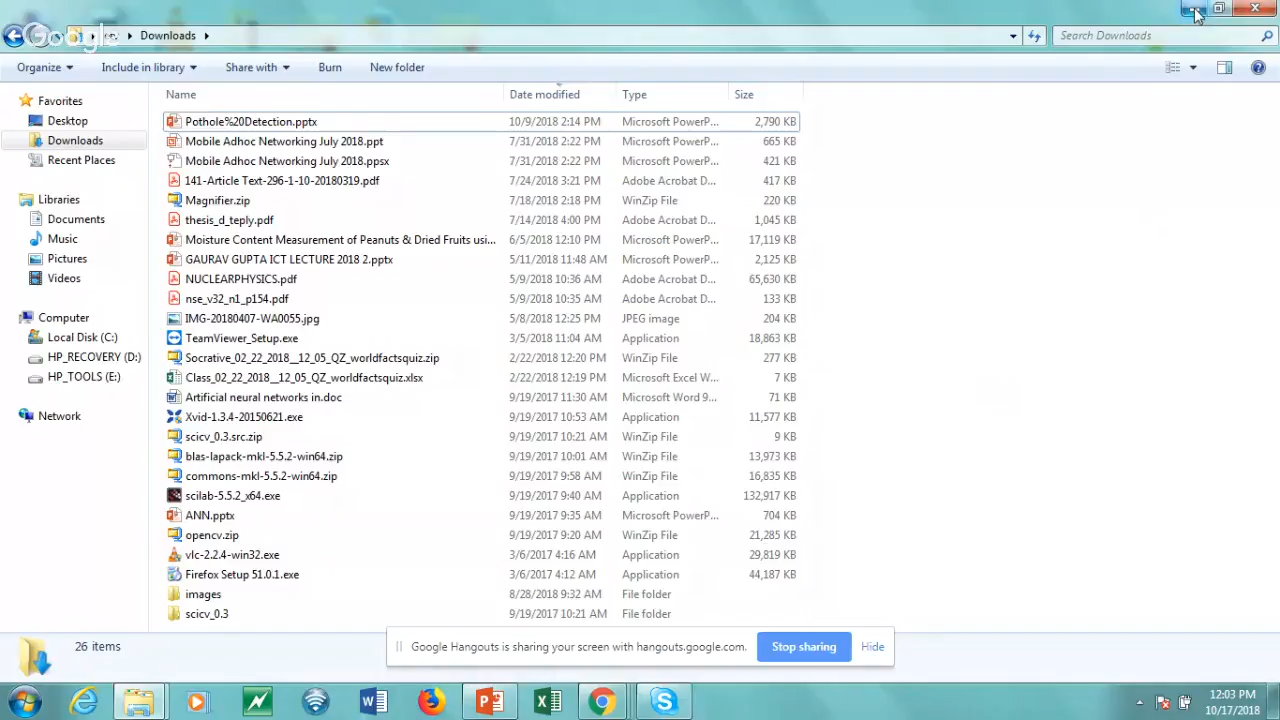 Google
Downloads
Search Downloads
Organize Include in library Share with Burn New folder
Name Date modified Type Size
Favorites
Desktop
Downloads
Recent Places
Libraries
Documents
Music
Pictures
Videos
Computer
Local Disk (C:)
HP_RECOVERY (D:)
HP_TOOLS (E:)
Network
Pothole%20Detection.pptx 10/9/2018 2:14 PM Microsoft PowerP... 2,790 KB
Mobile Adhoc Networking July 2018.ppt 7/31/2018 2:22 PM Microsoft PowerP... 665 KB
Mobile Adhoc Networking July 2018.ppsx 7/31/2018 2:22 PM Microsoft PowerP... 421 KB
141-Article Text-296-1-10-20180319.pdf 7/24/2018 3:21 PM Adobe Acrobat D... 417 KB
Magnifier.zip 7/18/2018 2:18 PM WinZip File 220 KB
thesis_d_teply.pdf 7/14/2018 4:00 PM Adobe Acrobat D... 1,045 KB
Moisture Content Measurement of Peanuts & Dried Fruits usi... 6/5/2018 12:10 PM Microsoft PowerP... 17,119 KB
GAURAV GUPTA ICT LECTURE 2018 2.pptx 5/11/2018 11:48 AM Microsoft PowerP... 2,125 KB
NUCLEARPHYSICS.pdf 5/9/2018 10:36 AM Adobe Acrobat D... 65,630 KB
nse_v32_n1_p154.pdf 5/9/2018 10:35 AM Adobe Acrobat D... 133 KB
IMG-20180407-WA0055.jpg 5/8/2018 12:25 PM JPEG image 204 KB
TeamViewer_Setup.exe 3/5/2018 11:04 AM Application 18,863 KB
Socrative_02_22_2018__12_05_QZ_worldfactsquiz.zip 2/22/2018 12:20 PM WinZip File 277 KB
Class_02_22_2018__12_05_QZ_worldfactsquiz.xlsx 2/22/2018 12:19 PM Microsoft Excel W... 7 KB
Artificial neural networks in.doc 9/19/2017 11:30 AM Microsoft Word 9... 71 KB
Xvid-1.3.4-20150621.exe 9/19/2017 10:53 AM Application 11,577 KB
scicv_0.3.src.zip 9/19/2017 10:21 AM WinZip File 9 KB
blas-lapack-mkl-5.5.2-win64.zip 9/19/2017 10:01 AM WinZip File 13,973 KB
commons-mkl-5.5.2-win64.zip 9/19/2017 9:58 AM WinZip File 16,835 KB
scilab-5.5.2_x64.exe 9/19/2017 9:40 AM Application 132,917 KB
ANN.pptx 9/19/2017 9:35 AM Microsoft PowerP... 704 KB
opencv.zip 9/19/2017 9:20 AM WinZip File 21,285 KB
vlc-2.2.4-win32.exe 3/6/2017 4:16 AM Application 29,819 KB
Firefox Setup 51.0.1.exe 3/6/2017 4:12 AM Application 44,187 KB
images 8/28/2018 9:32 AM File folder
scicv_0.3 9/19/2017 10:21 AM File folder
26 items
Google Hangouts is sharing your screen with hangouts.google.com. Stop sharing Hide
12:03 PM
10/17/2018